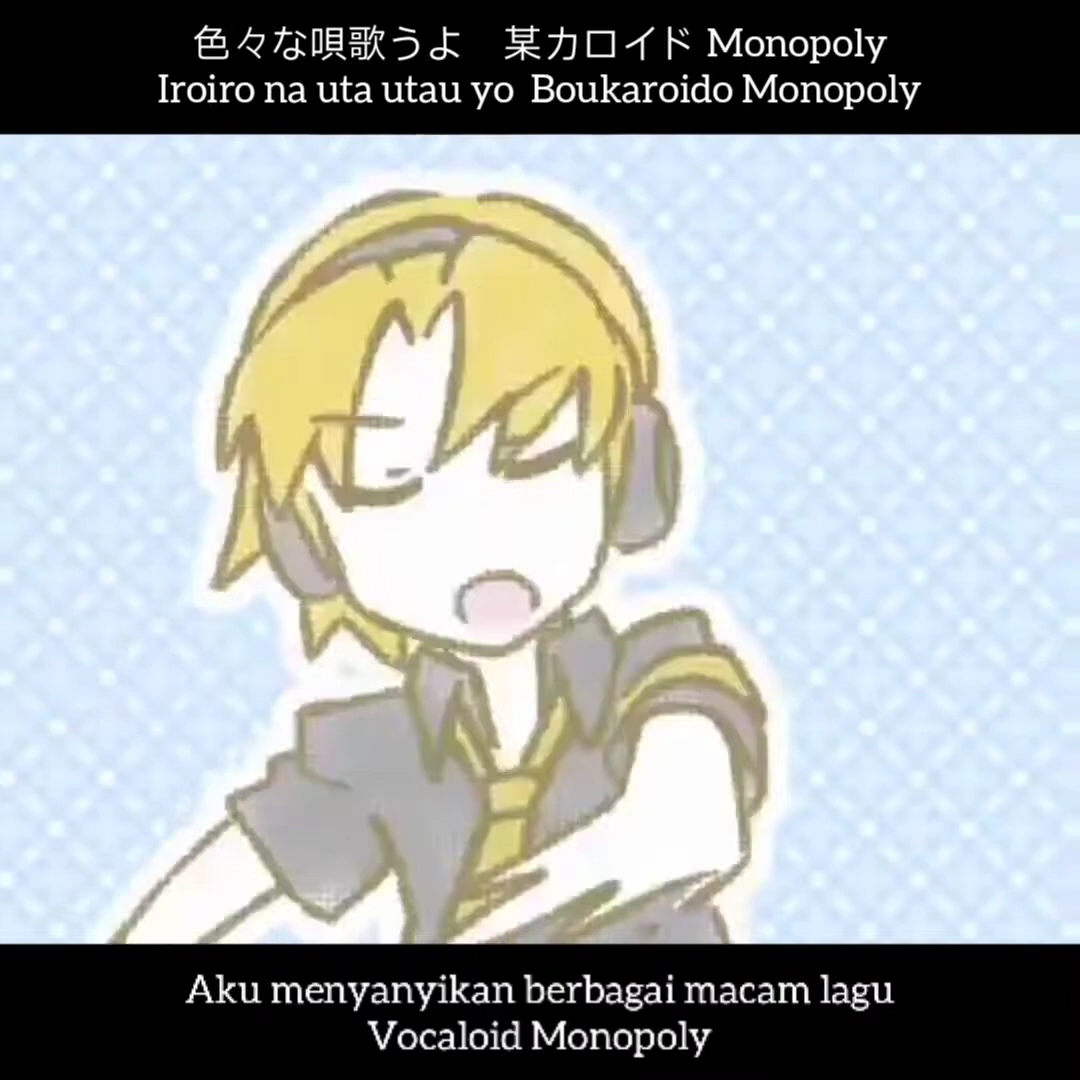 色々な唄歌うよ　某カロイド Monopoly
Iroiro na uta utau yo Boukaroido Monopoly
Aku menyanyikan berbagai macam lagu
Vocaloid Monopoly